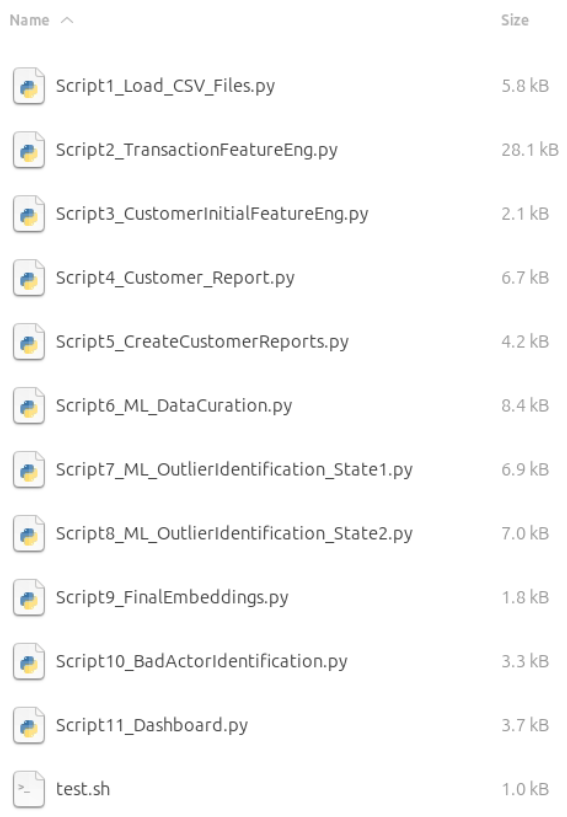 Name Size
Script1_Load_CSV_Files.py 5.8 kB
Script2_TransactionFeatureEng.py 28.1 kB
Script3_CustomerInitialFeatureEng.py 2.1 kB
Script4_Customer_Report.py 6.7 kB
Script5_CreateCustomerReports.py 4.2 kB
Script6_ML_DataCuration.py 8.4 kB
Script7_ML_OutlierIdentification_State1.py 6.9 kB
Script8_ML_OutlierIdentification_State2.py 7.0 kB
Script9_FinalEmbeddings.py 1.8 kB
Script10_BadActorIdentification.py 3.3 kB
Script11_Dashboard.py 3.7 kB
>_ test.sh 1.0 kB